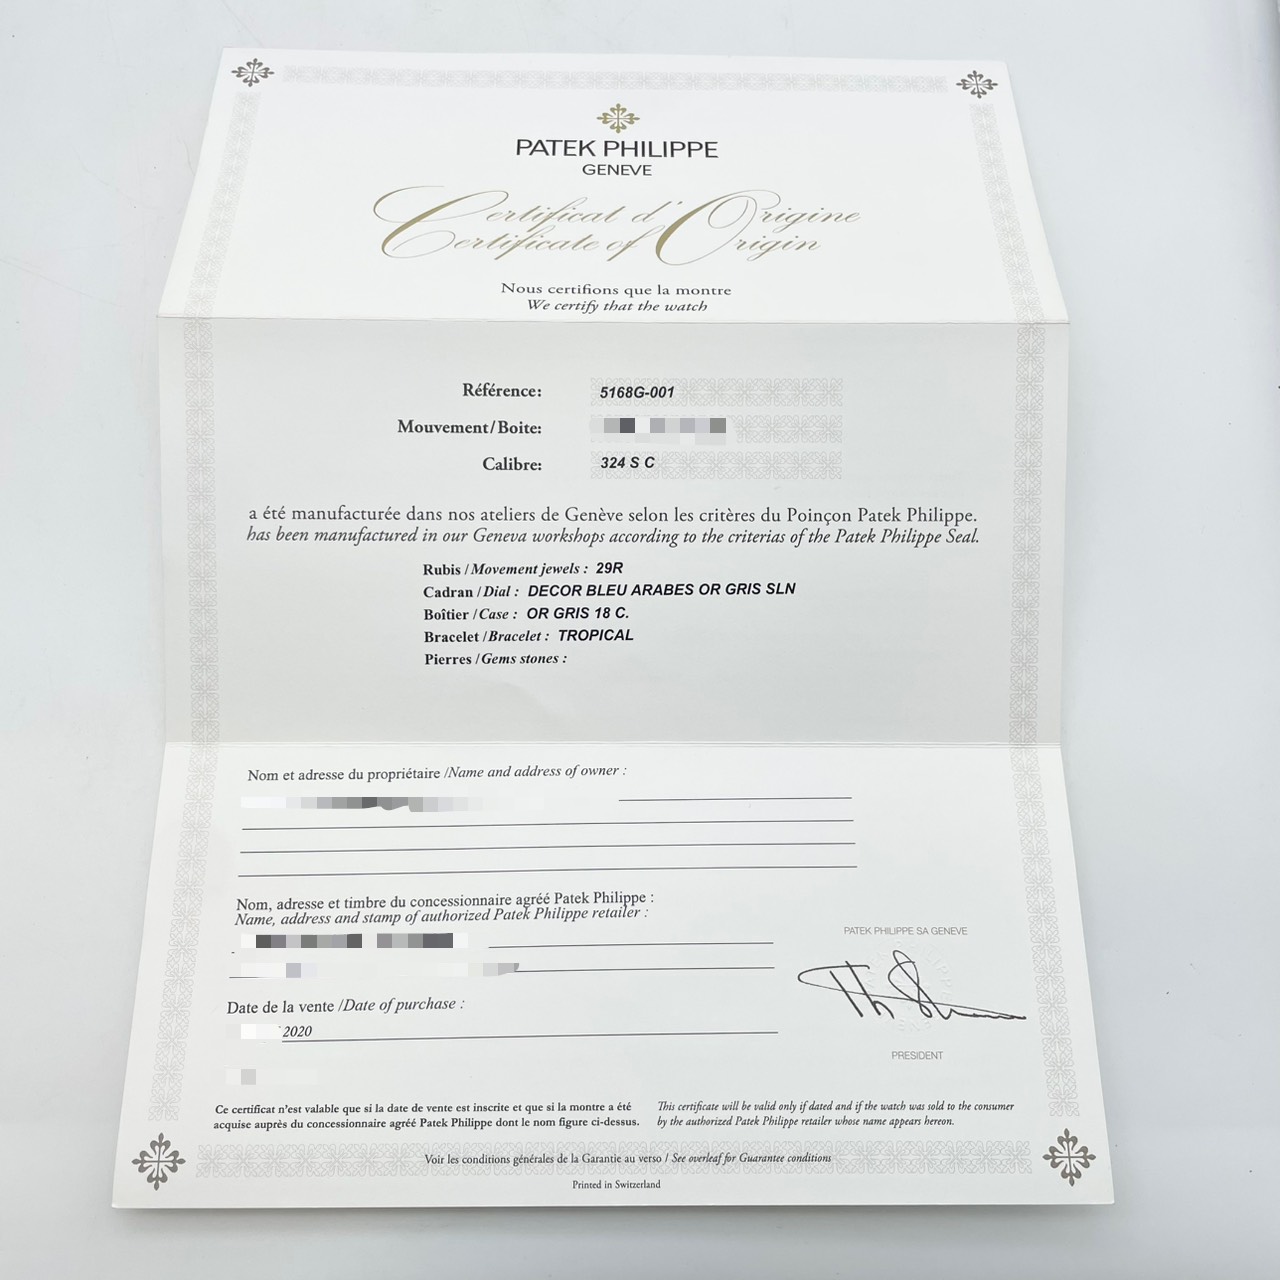 PATEK PHILIPPE
GENEVE
Certificat d'Origine
Certificate of Origin
Nous certifions que la montre
We certify that the watch
Référence: 5168G-001
Mouvement/Boite:
Calibre: 324 S C
a été manufacturée dans nos ateliers de Genève selon les critères du Poinçon Patek Philippe.
has been manufactured in our Geneva workshops according to the criterias of the Patek Philippe Seal.
Rubis /Movement jewels : 29R
Cadran /Dial : DECOR BLEU ARABES OR GRIS SLN
Boîtier /Case : OR GRIS 18 C.
Bracelet /Bracelet : TROPICAL
Pierres /Gems stones :
Nom et adresse du propriétaire /Name and address of owner :
Nom, adresse et timbre du concessionnaire agréé Patek Philippe :
Name, address and stamp of authorized Patek Philippe retailer :
PATEK PHILIPPE SA GENEVE
Date de la vente /Date of purchase :
2020
PRESIDENT
Ce certificat n'est valable que si la date de vente est inscrite et que si la montre a été
acquise auprès du concessionnaire agréé Patek Philippe dont le nom figure ci-dessus.
This certificate will be valid only if dated and if the watch was sold to the consumer
by the authorized Patek Philippe retailer whose name appears hereon.
Voir les conditions générales de la Garantie au verso / See overleaf for Guarantee conditions
Printed in Switzerland